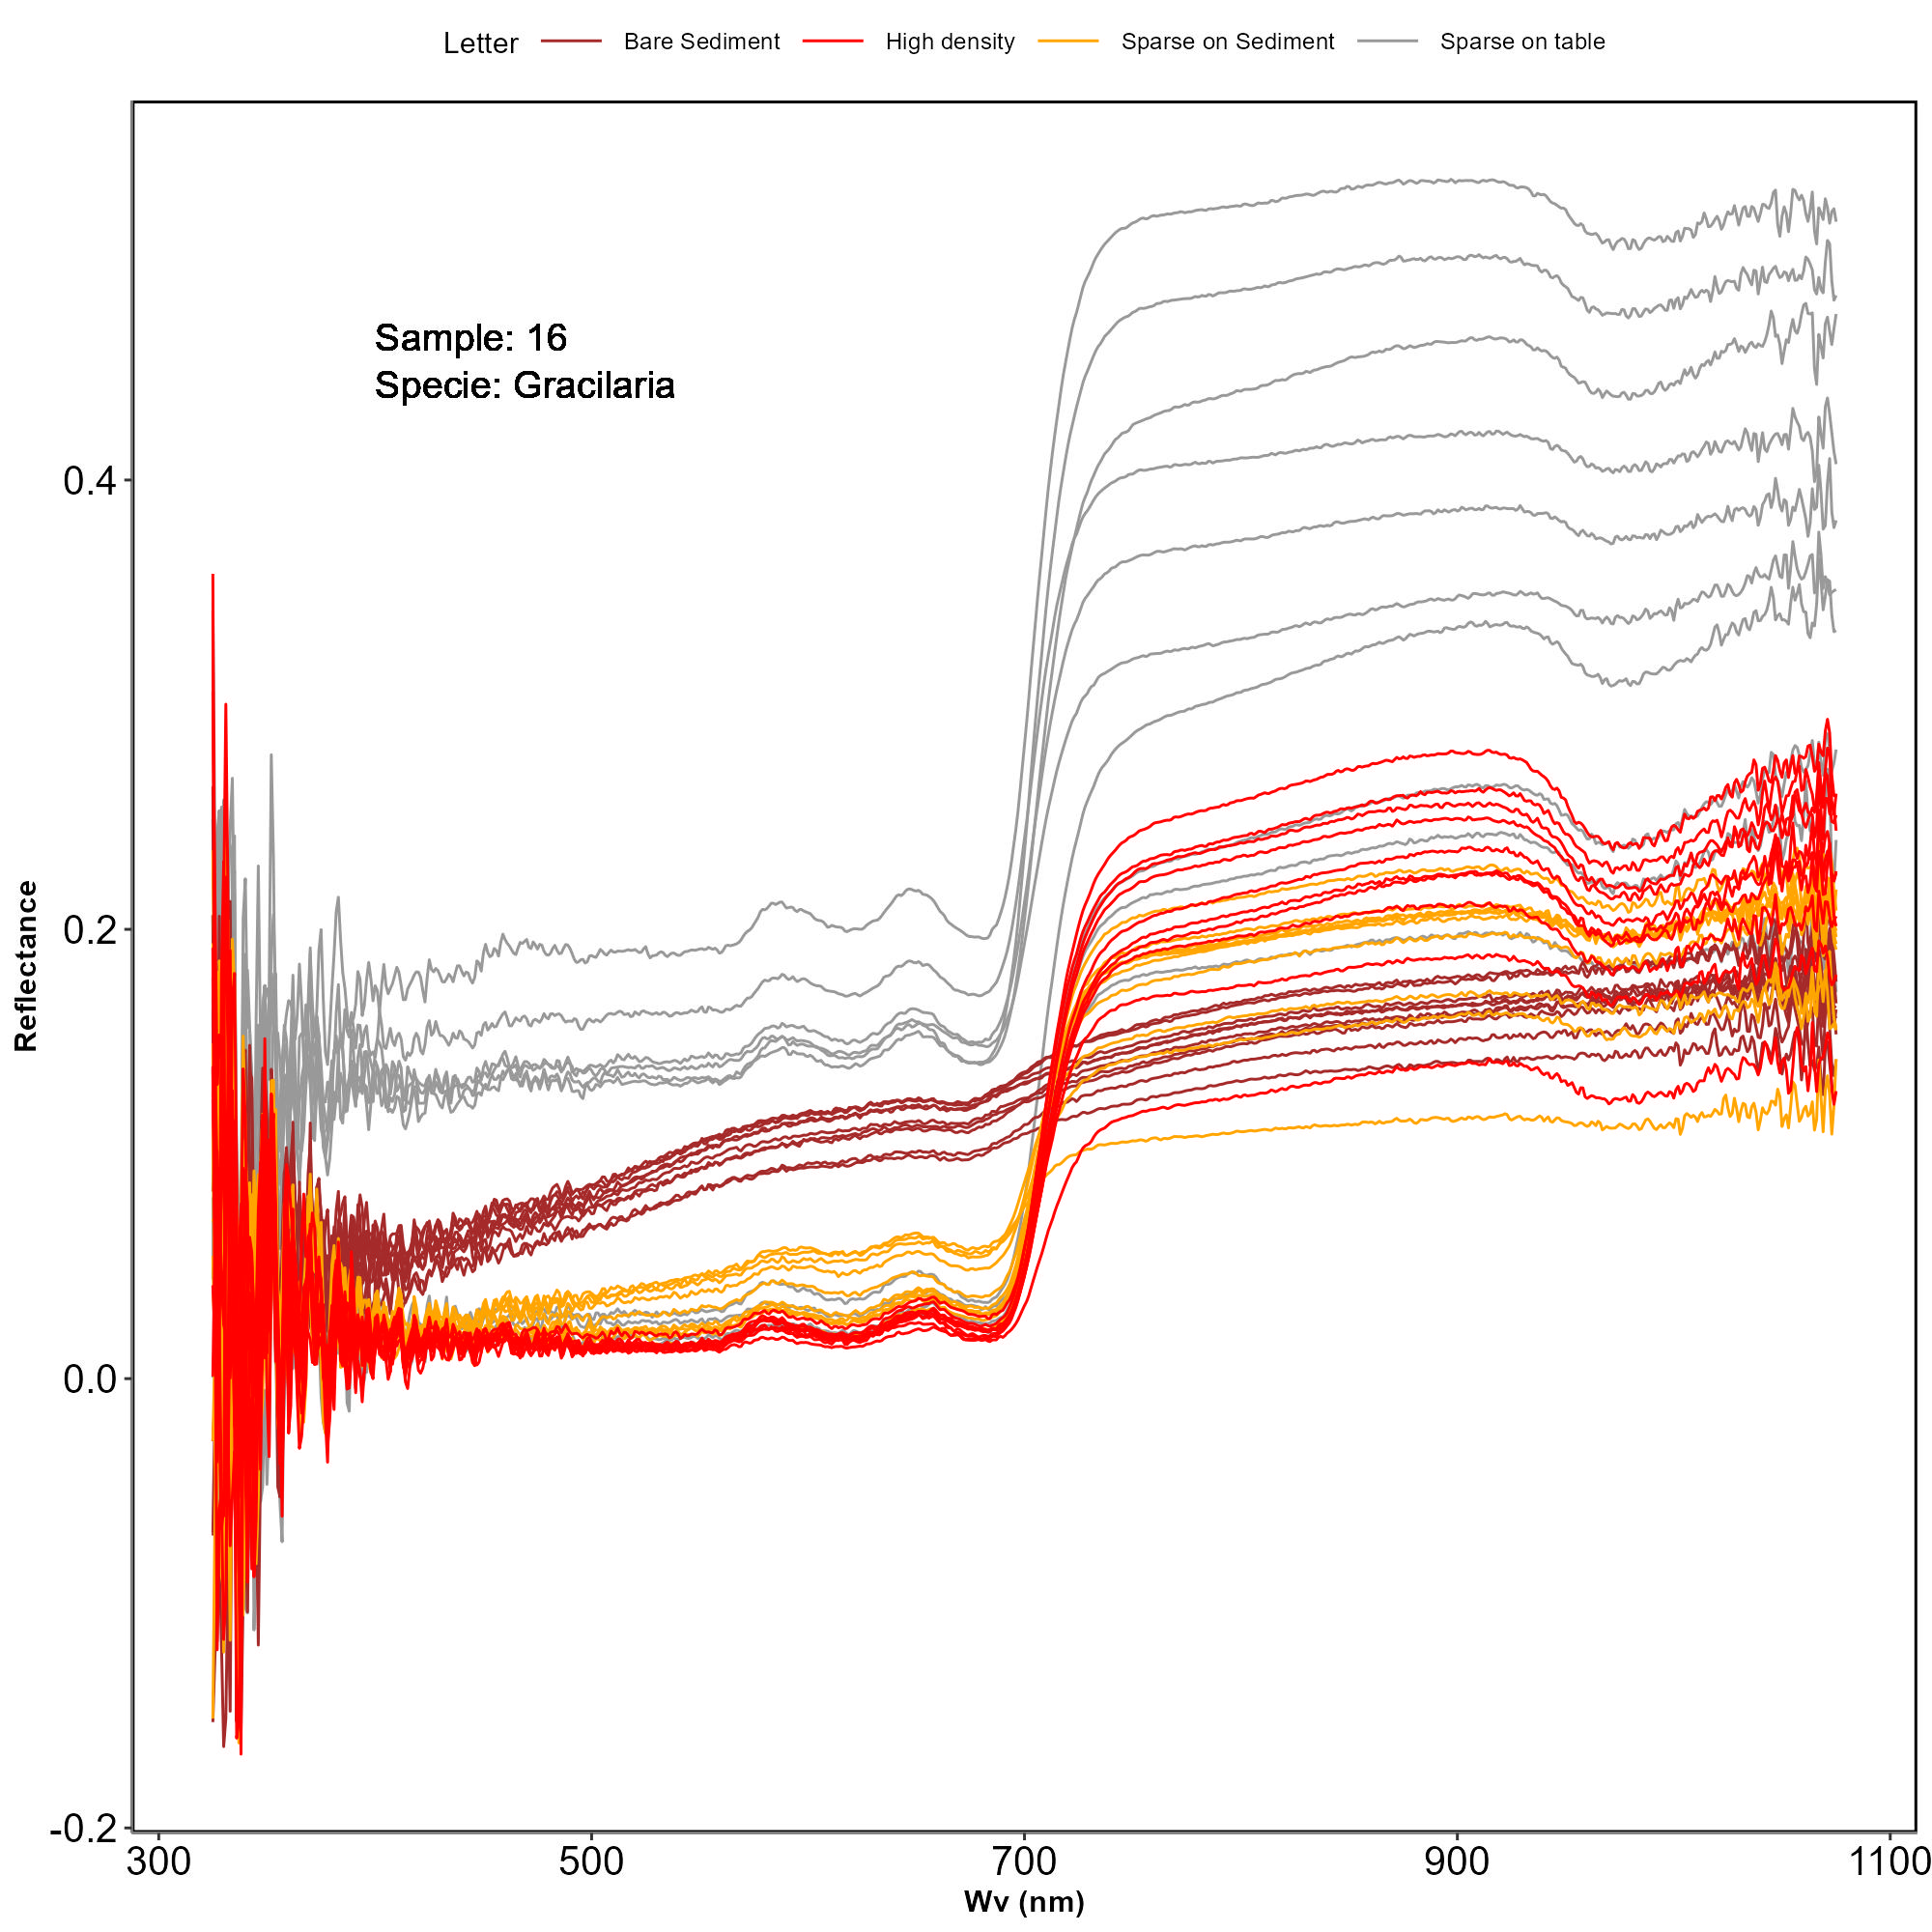 Letter Bare Sediment High density Sparse on Sediment Sparse on table
Sample: 16
Specie: Gracilaria
0.4
0.2
0.0
-0.2
Reflectance
300 500 700 900 1100
Wv (nm)